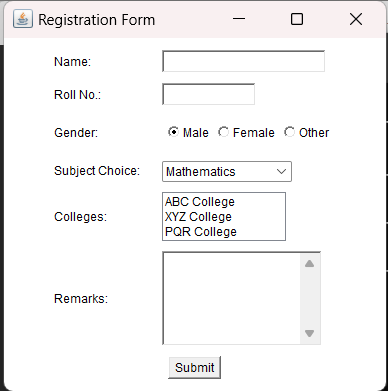 Registration Form
Name:
Roll No.:
Gender: Male Female Other
Subject Choice: Mathematics
Colleges: ABC College
XYZ College
PQR College
Remarks:
Submit